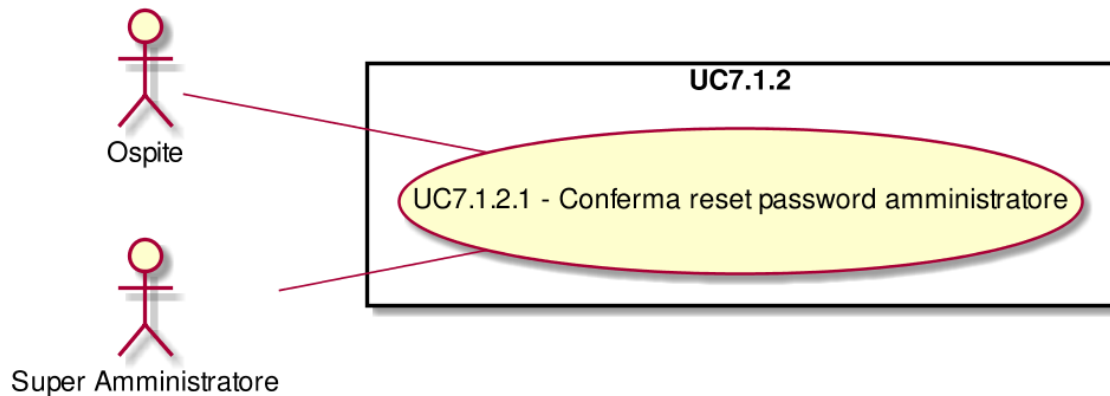 UC7.1.2
Ospite
UC7.1.2.1 - Conferma reset password amministratore
Super Amministratore